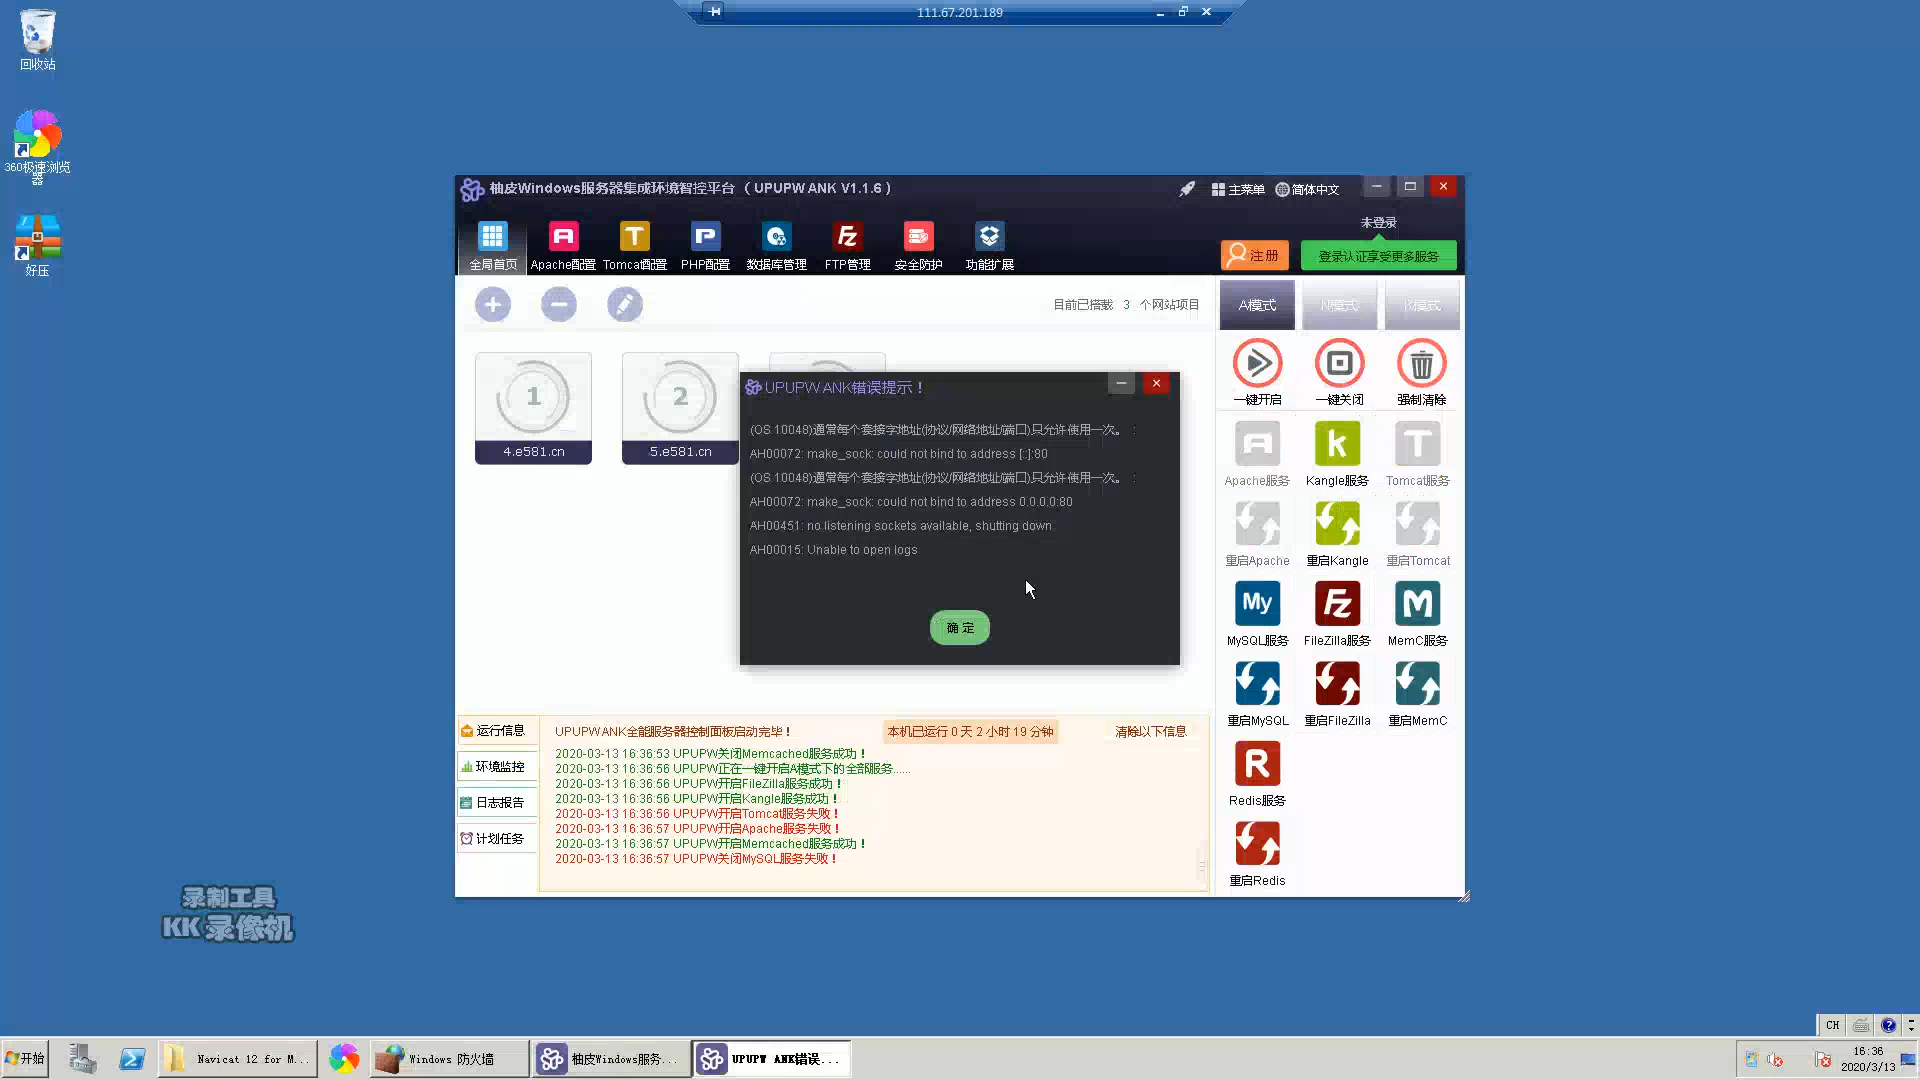 111.67.201.189
回收站
360极速浏览
器
好压
柚皮Windows服务器集成环境智控平台 （ UPUPW ANK V1.1.6 ）
主菜单
简体中文
未登录
全局首页
Apache配置
Tomcat配置
PHP配置
数据库管理
FTP管理
安全防护
功能扩展
注册
登录认证享受更多服务
目前已搭载 3 个网站项目
A模式
N模式
K模式
1
4.e581.cn
2
5.e581.cn
UPUPW ANK错误提示！
(OS 10048)通常每个套接字地址(协议/网络地址/端口)只允许使用一次。 :
AH00072: make_sock: could not bind to address [::]:80
(OS 10048)通常每个套接字地址(协议/网络地址/端口)只允许使用一次。 :
AH00072: make_sock: could not bind to address 0.0.0.0:80
AH00451: no listening sockets available, shutting down
AH00015: Unable to open logs
确 定
一键开启
一键关闭
强制清除
Apache服务
Kangle服务
Tomcat服务
重启Apache
重启Kangle
重启Tomcat
MySQL服务
FileZilla服务
MemC服务
重启MySQL
重启FileZilla
重启MemC
Redis服务
重启Redis
运行信息
环境监控
日志报告
计划任务
UPUPW ANK全能服务器控制面板启动完毕！
本机已运行 0 天 2 小时 19 分钟
清除以下信息
2020-03-13 16:36:53 UPUPW关闭Memcached服务成功！
2020-03-13 16:36:56 UPUPW正在一键开启A模式下的全部服务......
2020-03-13 16:36:56 UPUPW开启FileZilla服务成功！
2020-03-13 16:36:56 UPUPW开启Kangle服务成功！
2020-03-13 16:36:56 UPUPW开启Tomcat服务失败！
2020-03-13 16:36:57 UPUPW开启Apache服务失败！
2020-03-13 16:36:57 UPUPW开启Memcached服务成功！
2020-03-13 16:36:57 UPUPW关闭MySQL服务失败！
录制工具
KK 录像机
CH
开始
Navicat 12 for M...
Windows 防火墙
柚皮Windows服务...
UPUPW ANK错误...
16:36
2020/3/13